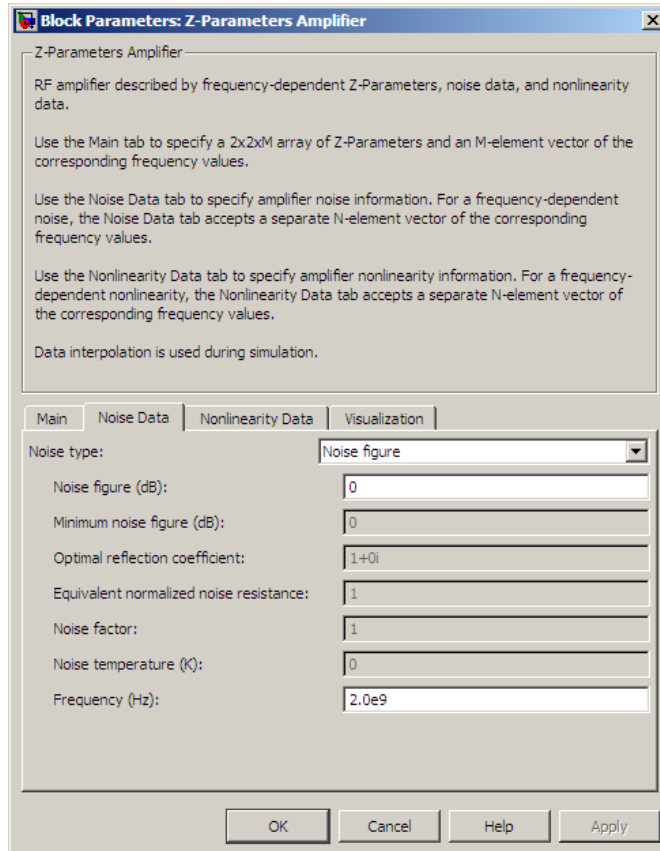 Block Parameters: Z-Parameters Amplifier
Z-Parameters Amplifier
RF amplifier described by frequency-dependent Z-Parameters, noise data, and nonlinearity
data.
Use the Main tab to specify a 2x2xM array of Z-Parameters and an M-element vector of the
corresponding frequency values.
Use the Noise Data tab to specify amplifier noise information. For a frequency-dependent
noise, the Noise Data tab accepts a separate N-element vector of the corresponding
frequency values.
Use the Nonlinearity Data tab to specify amplifier nonlinearity information. For a frequency-
dependent nonlinearity, the Nonlinearity Data tab accepts a separate N-element vector of
the corresponding frequency values.
Data interpolation is used during simulation.
Main Noise Data Nonlinearity Data Visualization
Noise type: Noise figure
Noise figure (dB): 0
Minimum noise figure (dB): 0
Optimal reflection coefficient: 1+0i
Equivalent normalized noise resistance: 1
Noise factor: 1
Noise temperature (K): 0
Frequency (Hz): 2.0e9
OK Cancel Help Apply